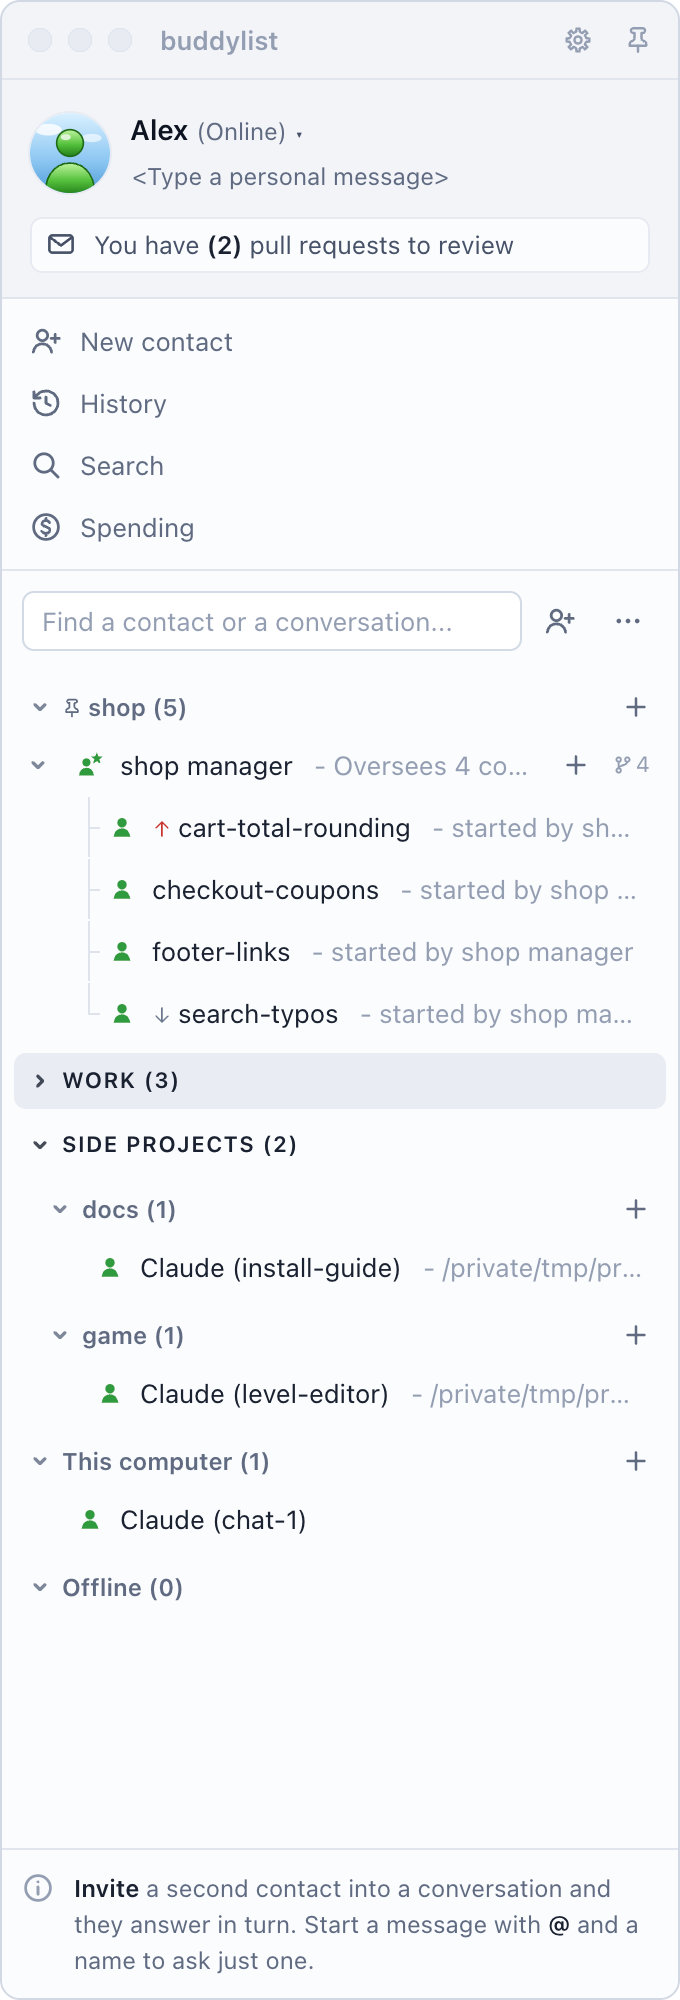 buddylist
Alex (Online)
<Type a personal message>
You have (2) pull requests to review
New contact
History
Search
Spending
Find a contact or a conversation...
shop (5)
shop manager - Oversees 4 co... 4
cart-total-rounding - started by sh...
checkout-coupons - started by shop ...
footer-links - started by shop manager
search-typos - started by shop ma...
WORK (3)
SIDE PROJECTS (2)
docs (1)
Claude (install-guide) - /private/tmp/pr...
game (1)
Claude (level-editor) - /private/tmp/pr...
This computer (1)
Claude (chat-1)
Offline (0)
Invite a second contact into a conversation and
they answer in turn. Start a message with @ and a
name to ask just one.